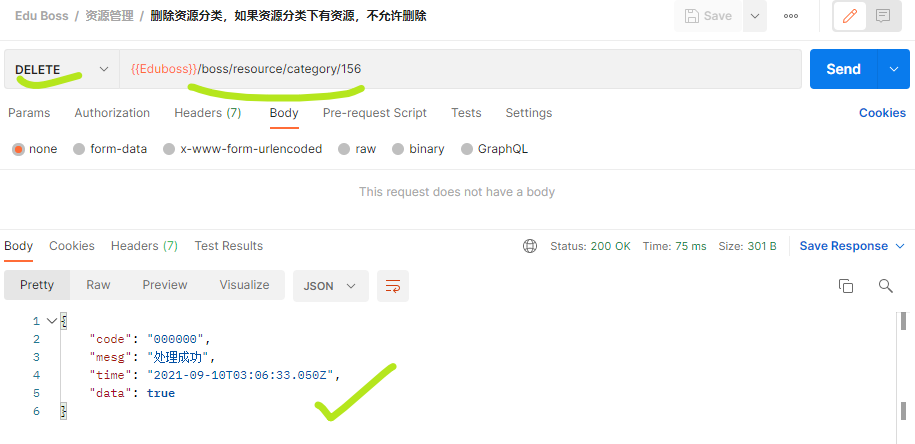 Edu Boss / 资源管理 / 删除资源分类，如果资源分类下有资源，不允许删除
Save
DELETE
{{Eduboss}}/boss/resource/category/156
Send
Params Authorization Headers (7) Body Pre-request Script Tests Settings Cookies
none form-data x-www-form-urlencoded raw binary GraphQL
This request does not have a body
Body Cookies Headers (7) Test Results Status: 200 OK Time: 75 ms Size: 301 B Save Response
Pretty Raw Preview Visualize JSON
1 {
2 "code": "000000",
3 "mesg": "处理成功",
4 "time": "2021-09-10T03:06:33.050Z",
5 "data": true
6 }